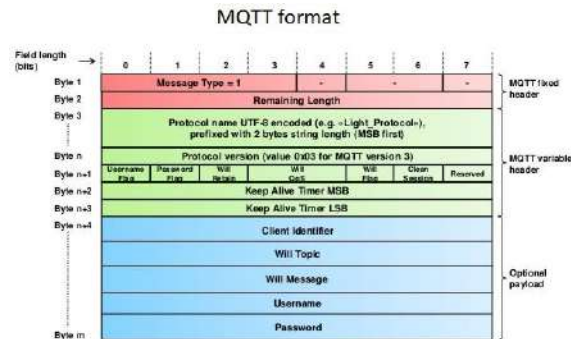 MQTT format
Field length
(bits)
0 1 2 3 4 5 6 7
Byte 1
Message Type = 1
-
-
-
MQTT fixed
header
Byte 2
Remaining Length
Byte 3
Protocol name UTF-8 encoded (e.g. «Light_Protocol»),
prefixed with 2 bytes string length (MSB first)
Byte n
Protocol version (value 0x03 for MQTT version 3)
MQTT variable
header
Byte n+1
Username
Flag
Password
Flag
Will
Retain
Will
QoS
Will
Flag
Clean
Session
Reserved
Byte n+2
Keep Alive Timer MSB
Byte n+3
Keep Alive Timer LSB
Byte n+4
Client Identifier
Will Topic
Will Message
Optional
payload
Username
Password
Byte m